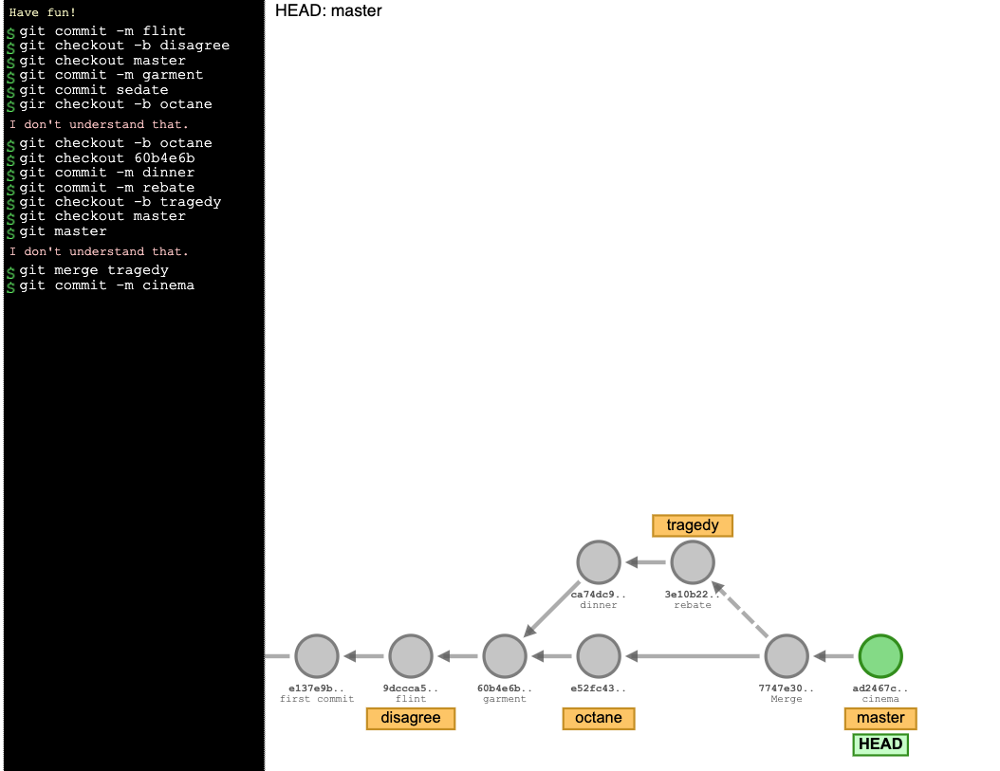 Have fun!
$ git commit -m flint
$ git checkout -b disagree
$ git checkout master
$ git commit -m garment
$ git commit sedate
$ gir checkout -b octane
I don't understand that.
$ git checkout -b octane
$ git checkout 60b4e6b
$ git commit -m dinner
$ git commit -m rebate
$ git checkout -b tragedy
$ git checkout master
$ git master
I don't understand that.
$ git merge tragedy
$ git commit -m cinema
HEAD: master
tragedy
ca74dc9.. 3e10b22..
dinner rebate
e137e9b.. 9dccca5.. 60b4e6b.. e52fc43.. 7747e30.. ad2467c..
first commit flint garment Merge cinema
disagree octane master
HEAD